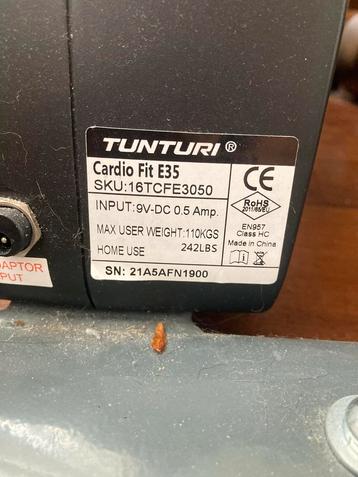 TUNTURI ®
Cardio Fit E35
SKU:16TCFE3050
INPUT:9V-DC 0.5 Amp.
MAX USER WEIGHT:110KGS
HOME USE 242LBS
SN: 21A5AFN1900
CE
RoHS
2011/65/EU
EN957
Class HC
Made in China
DAPTOR
PUT